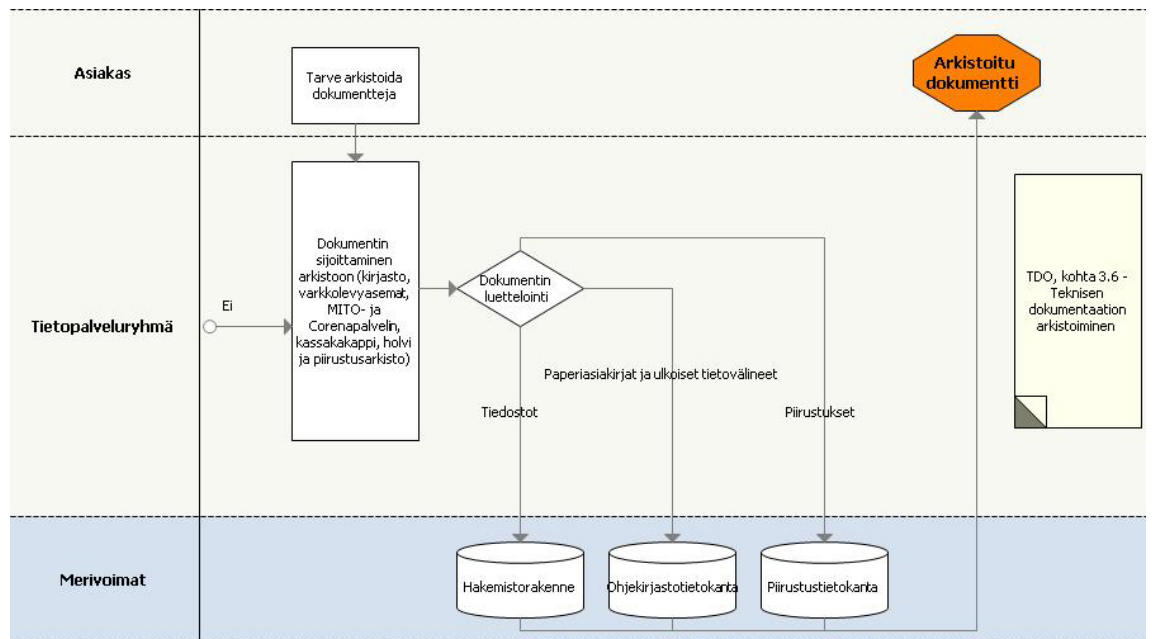 Asiakas
Tarve arkistoida
dokumentteja
Arkistoitu
dokumentti
Tietopalveluryhmä
Ei
Dokumentin
sijoittaminen
arkistoon (kirjasto,
varkkolevyasemat,
MITO- ja
Corenapalvelin,
kassakakappi, holvi
ja piirustusarkisto)
Dokumentin
luettelointi
TDO, kohta 3.6 -
Teknisen
dokumentaation
arkistoiminen
Paperiasiakirjat ja ulkoiset tietovälineet
Tiedostot
Piirustukset
Merivoimat
Hakemistorakenne
Ohjekirjastotietokanta
Piirustustietokanta